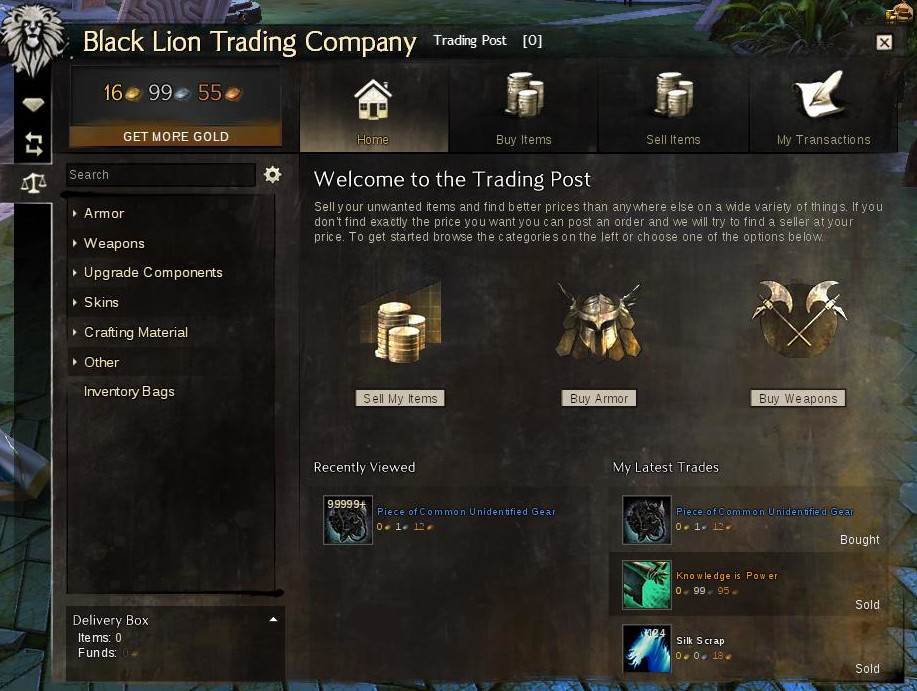 Black Lion Trading Company Trading Post [0]
16 99 55
GET MORE GOLD
Home
Buy Items
Sell Items
My Transactions
Search
Armor
Weapons
Upgrade Components
Skins
Crafting Material
Other
Inventory Bags
Delivery Box
Items: 0
Funds: 0
Welcome to the Trading Post
Sell your unwanted items and find better prices than anywhere else on a wide variety of things. If you
don't find exactly the price you want you can post an order and we will try to find a seller at your
price. To get started browse the categories on the left or choose one of the options below.
Sell My Items
Buy Armor
Buy Weapons
Recently Viewed
99999+
Piece of Common Unidentified Gear
0 1 12
My Latest Trades
Piece of Common Unidentified Gear
0 1 12
Bought
Knowledge is Power
0 99 95
Sold
Silk Scrap
0 0 18
Sold